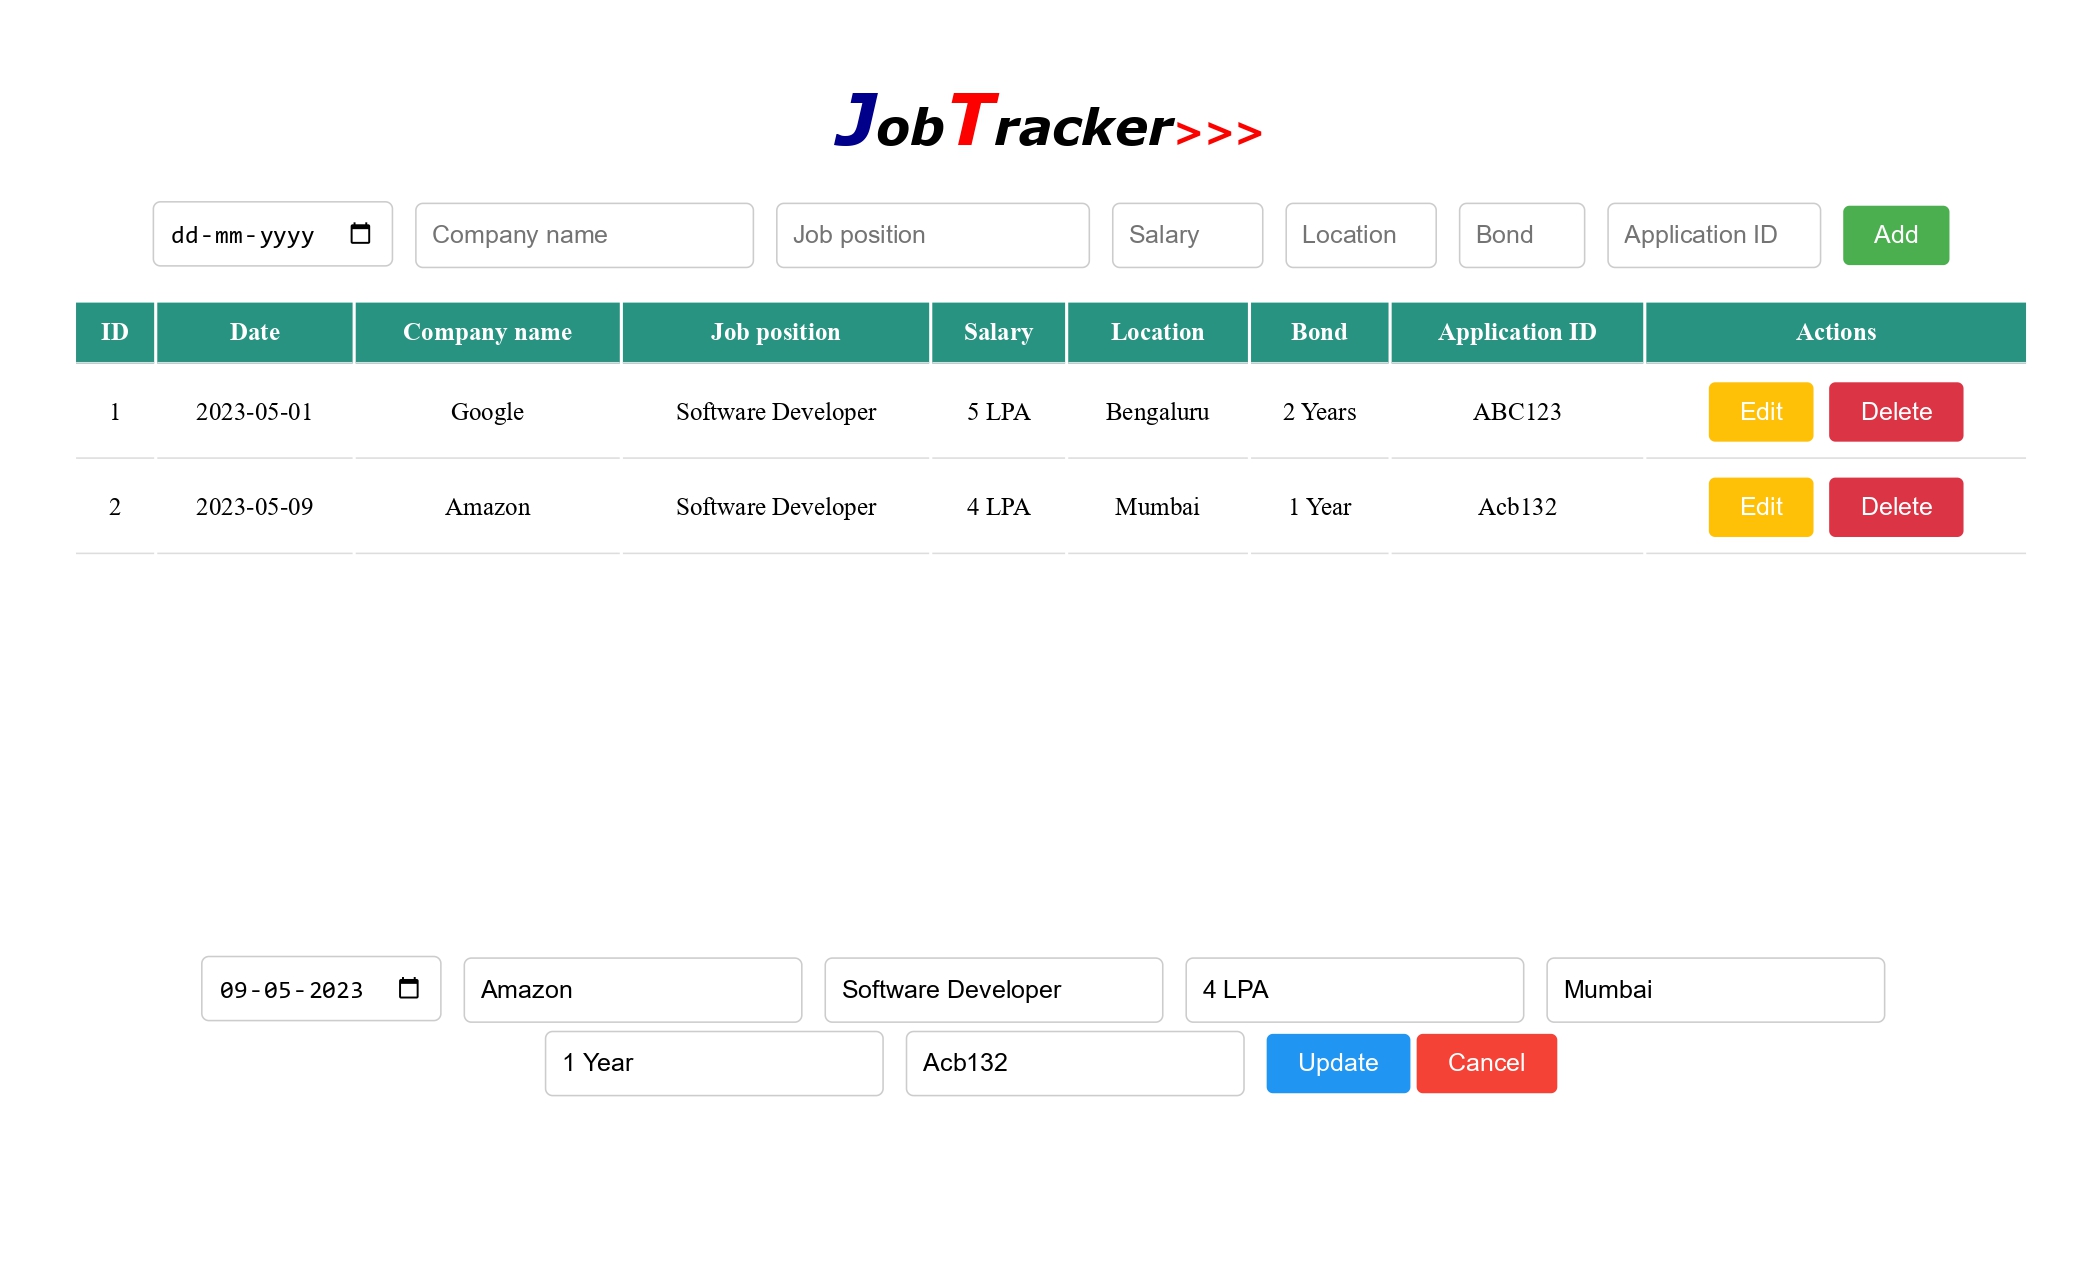 JobTracker>>>
dd-mm-yyyy Company name Job position Salary Location Bond Application ID Add
ID Date Company name Job position Salary Location Bond Application ID Actions
1 2023-05-01 Google Software Developer 5 LPA Bengaluru 2 Years ABC123 Edit Delete
2 2023-05-09 Amazon Software Developer 4 LPA Mumbai 1 Year Acb132 Edit Delete
09-05-2023 Amazon Software Developer 4 LPA Mumbai
1 Year Acb132 Update Cancel